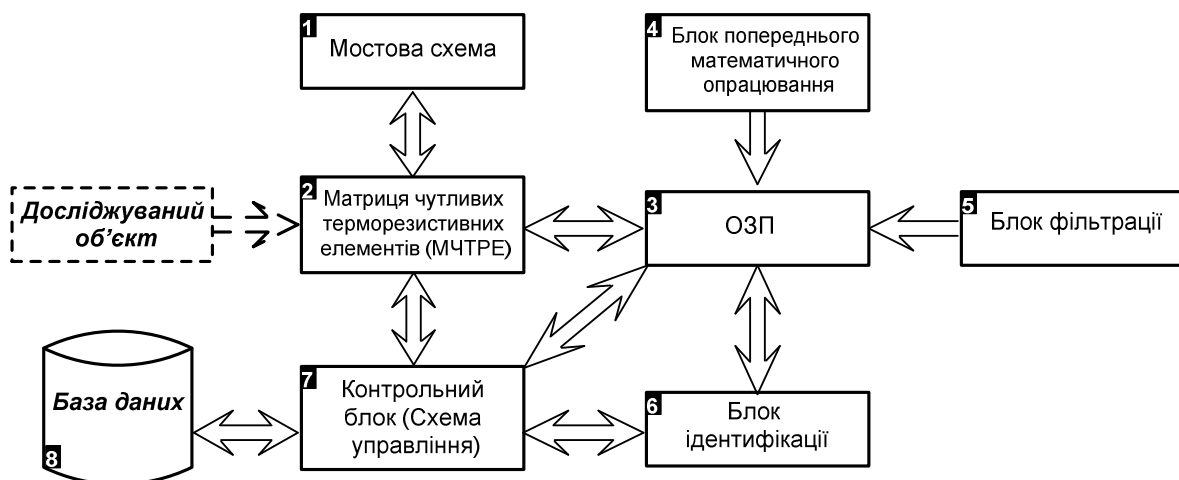 1
Мостова схема
4
Блок попереднього
математичного
опрацювання
Досліджуваний
об’єкт
2
Матриця чутливих
терморезистивних
елементів (МЧТРЕ)
3
ОЗП
5
Блок фільтрації
База даних
8
7
Контрольний
блок (Схема
управління)
6
Блок
ідентифікації